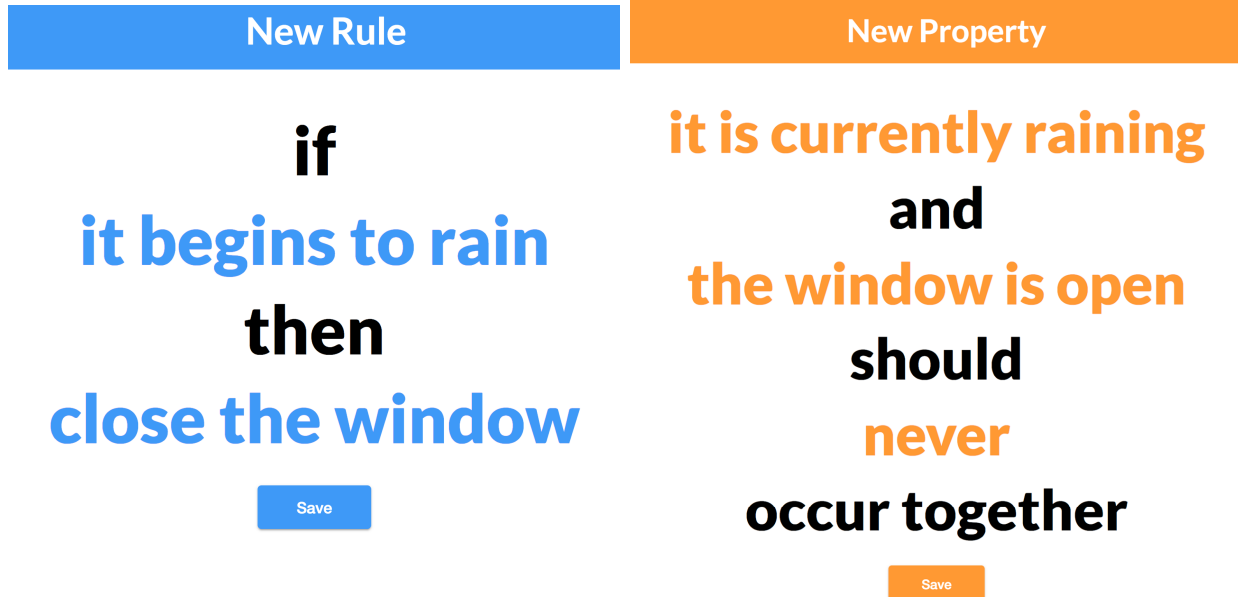 New Rule
if
it begins to rain
then
close the window
Save
New Property
it is currently raining
and
the window is open
should
never
occur together
Save